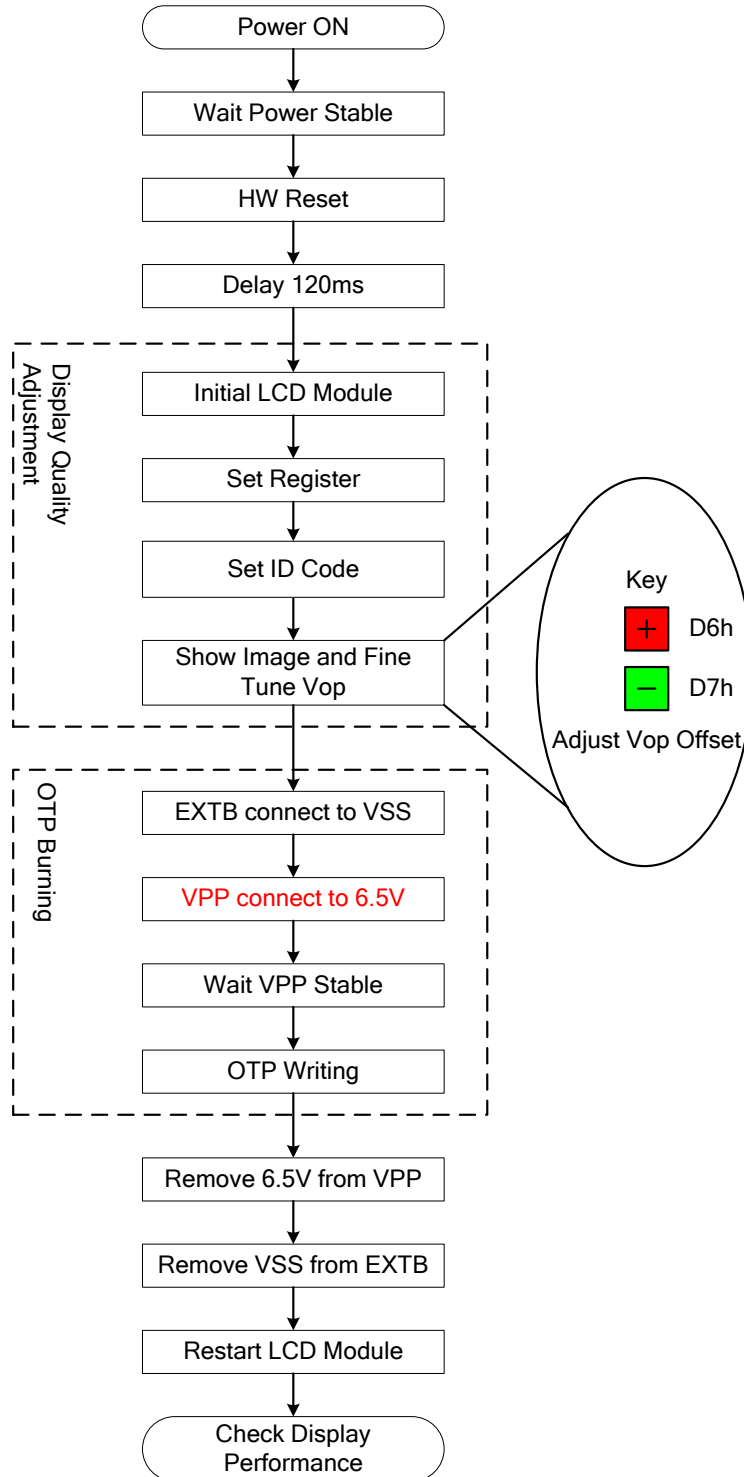 Power ON
Wait Power Stable
HW Reset
Delay 120ms
Display Quality
Adjustment
Initial LCD Module
Set Register
Set ID Code
Show Image and Fine
Tune Vop
Key
+ D6h
− D7h
Adjust Vop Offset
OTP Burning
EXTB connect to VSS
VPP connect to 6.5V
Wait VPP Stable
OTP Writing
Remove 6.5V from VPP
Remove VSS from EXTB
Restart LCD Module
Check Display
Performance